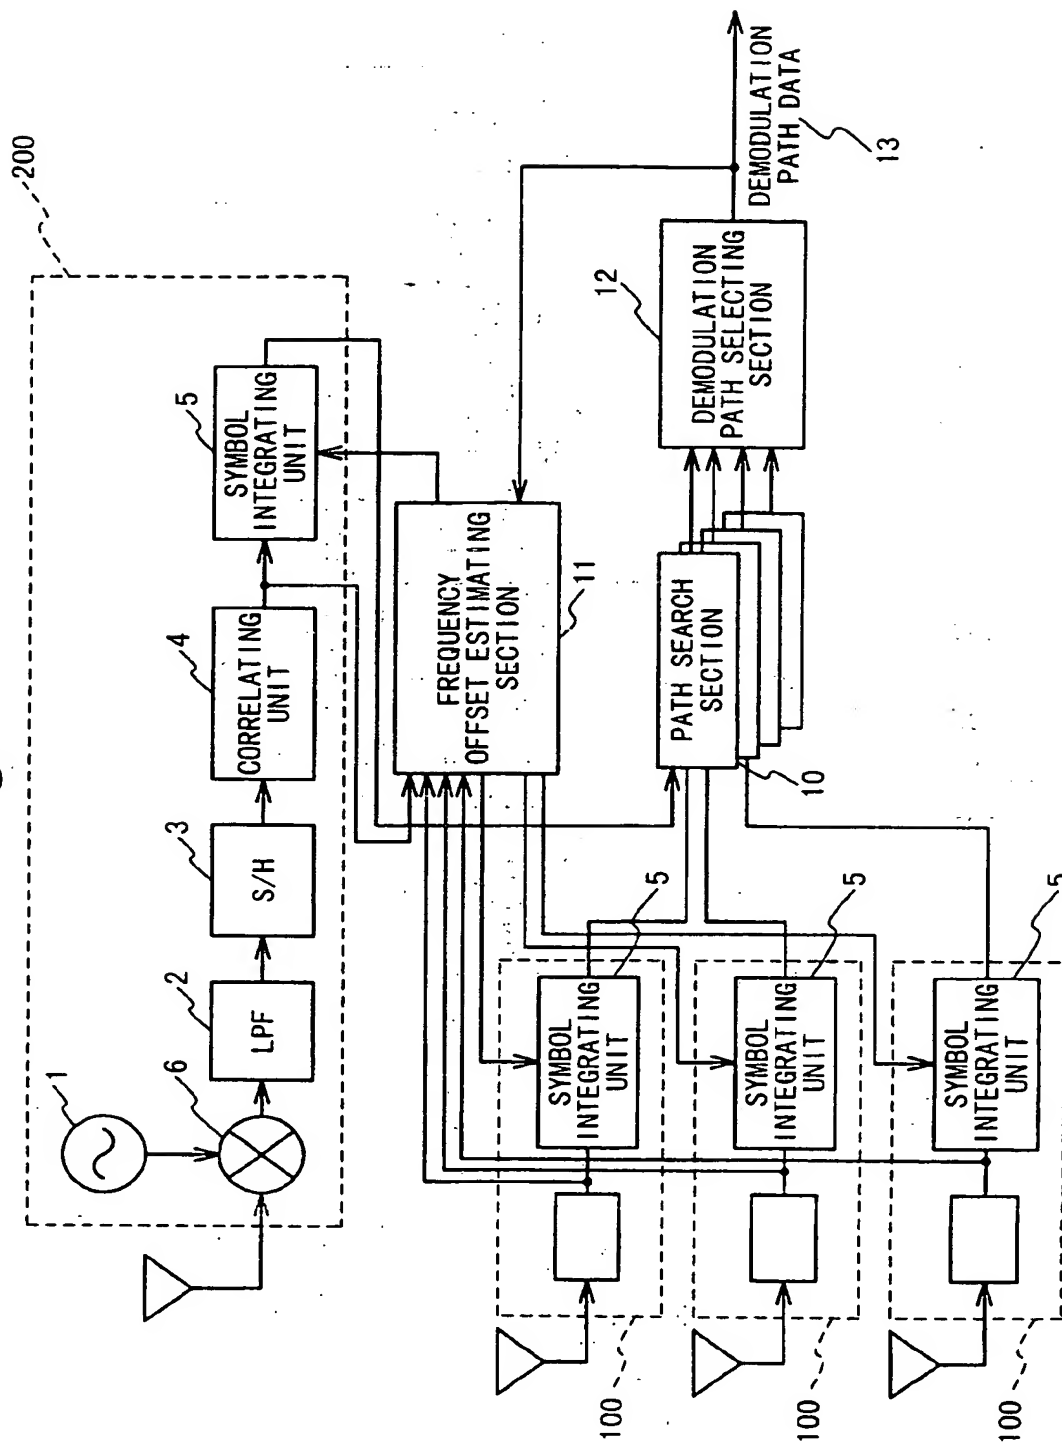 200
1
6
2
LPF
3
S/H
4
CORRELATING
UNIT
5
SYMBOL
INTEGRATING
UNIT
FREQUENCY
OFFSET ESTIMATING
SECTION
11
12
DEMODULATION
PATH SELECTING
SECTION
DEMODULATION
PATH DATA
13
PATH SEARCH
SECTION
10
100
SYMBOL
INTEGRATING
UNIT
5
100
SYMBOL
INTEGRATING
UNIT
5
100
SYMBOL
INTEGRATING
UNIT
5